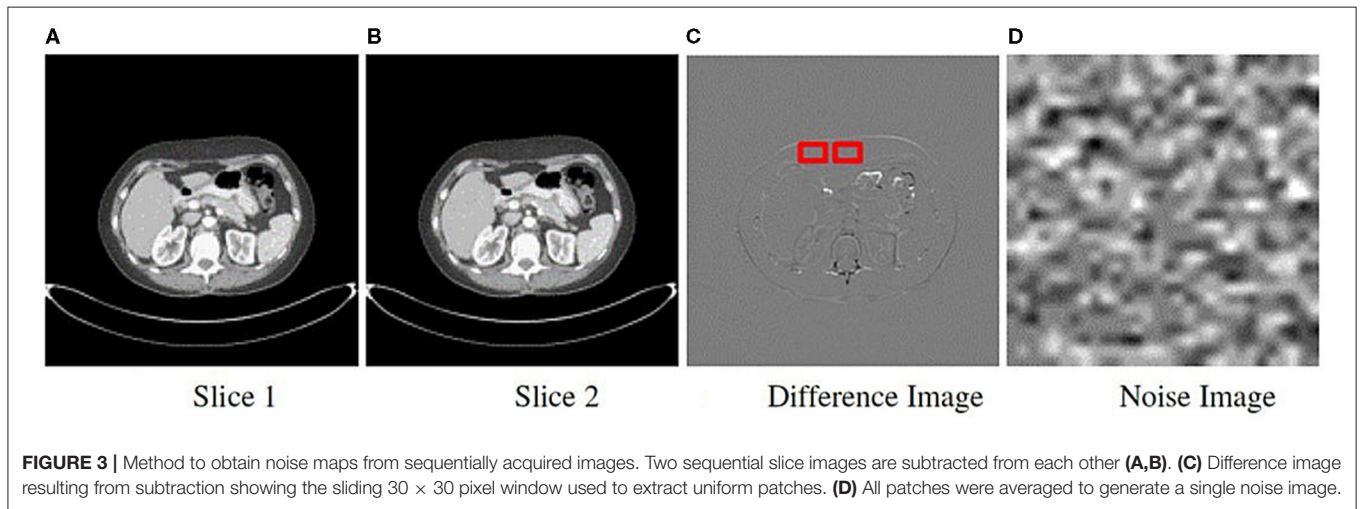 A
B
C
D
Slice 1
Slice 2
Difference Image
Noise Image
FIGURE 3 | Method to obtain noise maps from sequentially acquired images. Two sequential slice images are subtracted from each other (A,B). (C) Difference image
resulting from subtraction showing the sliding 30 × 30 pixel window used to extract uniform patches. (D) All patches were averaged to generate a single noise image.